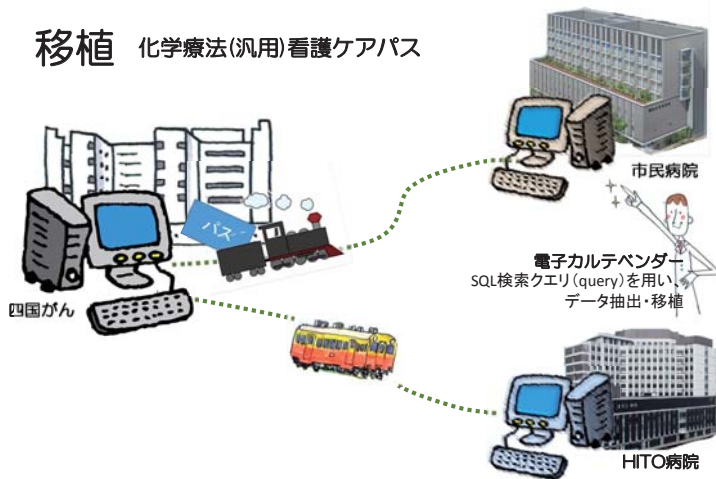 移植 化学療法(汎用)看護ケアパス
市民病院
パス
四国がん
電子カルテベンダー
SQL検索クエリ(query)を用い、
データ抽出・移植
HITO病院